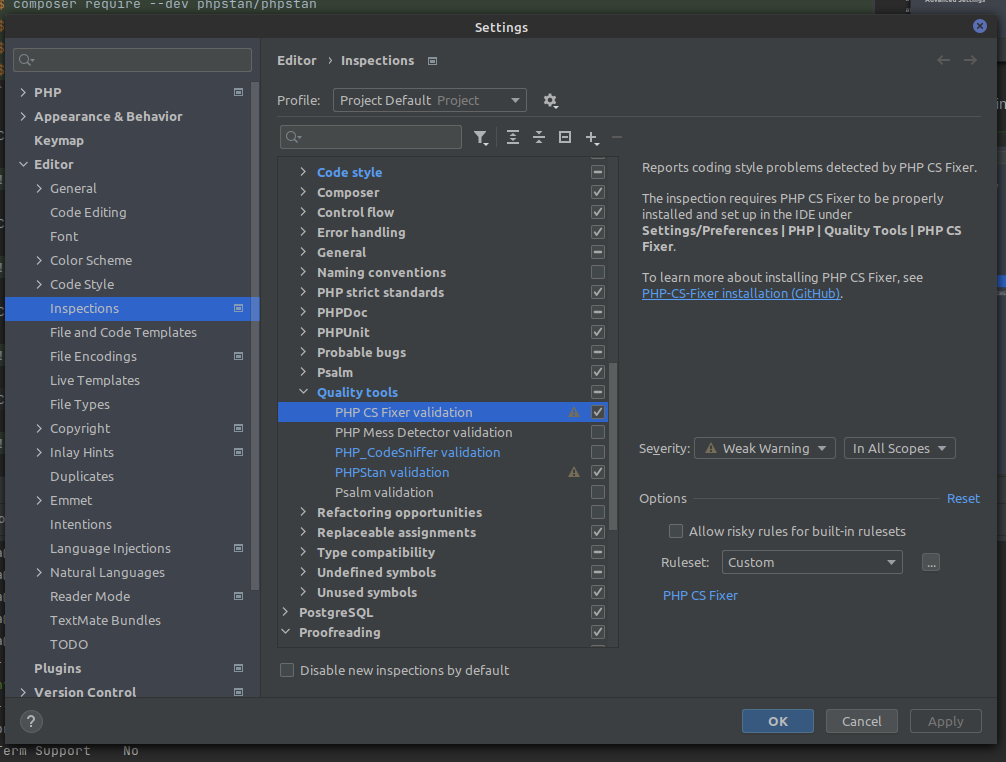 $ composer require --dev phpstan/phpstan
Advanced Settings
Settings
PHP
Appearance & Behavior
Keymap
Editor
General
Code Editing
Font
Color Scheme
Code Style
Inspections
File and Code Templates
File Encodings
Live Templates
File Types
Copyright
Inlay Hints
Duplicates
Emmet
Intentions
Language Injections
Natural Languages
Reader Mode
TextMate Bundles
TODO
Plugins
Version Control
Editor › Inspections
Profile: Project Default Project
Code style
Composer
Control flow
Error handling
General
Naming conventions
PHP strict standards
PHPDoc
PHPUnit
Probable bugs
Psalm
Quality tools
PHP CS Fixer validation
PHP Mess Detector validation
PHP_CodeSniffer validation
PHPStan validation
Psalm validation
Refactoring opportunities
Replaceable assignments
Type compatibility
Undefined symbols
Unused symbols
PostgreSQL
Proofreading
Disable new inspections by default
Reports coding style problems detected by PHP CS Fixer.
The inspection requires PHP CS Fixer to be properly
installed and set up in the IDE under
Settings/Preferences | PHP | Quality Tools | PHP CS
Fixer.
To learn more about installing PHP CS Fixer, see
PHP-CS-Fixer installation (GitHub).
Severity: Weak Warning In All Scopes
Options Reset
Allow risky rules for built-in rulesets
Ruleset: Custom ...
PHP CS Fixer
? OK Cancel Apply
Term Support No